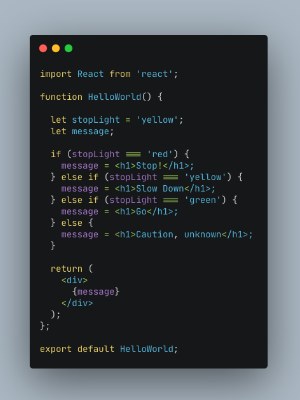 import React from 'react';
function HelloWorld() {
let stopLight = 'yellow';
let message;
if (stopLight === 'red') {
message = <h1>Stop!</h1>;
} else if (stopLight === 'yellow') {
message = <h1>Slow Down</h1>;
} else if (stopLight === 'green') {
message = <h1>Go</h1>;
} else {
message = <h1>Caution, unknown</h1>;
}
return (
<div>
{message}
</div>
);
};
export default HelloWorld;